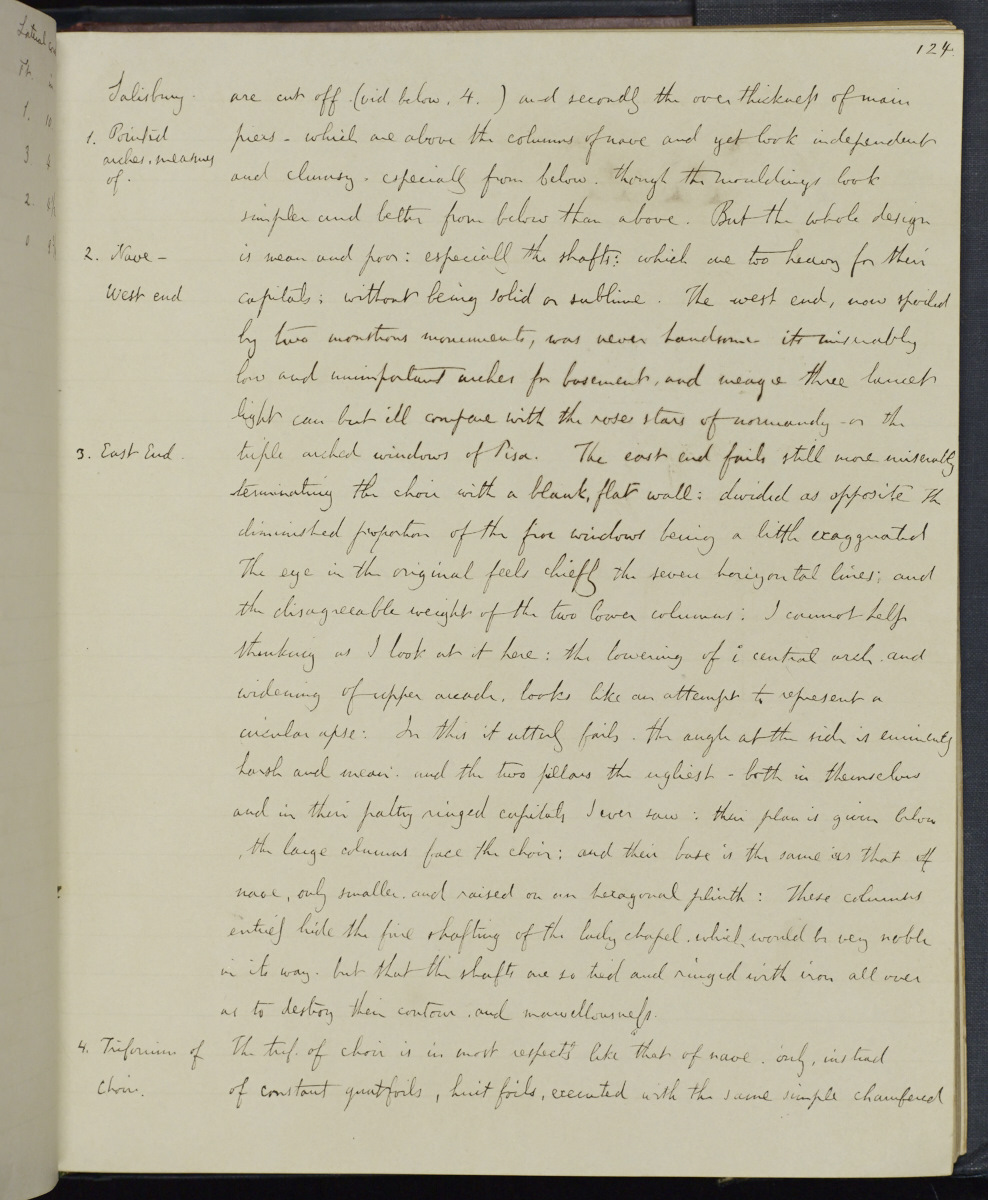 124
Salisbury. are cut off. (vid below. 4. ) and secondly the over thickness of main
1. Pointed arches, measures of. piers - which are above the columns of nave and yet look independent
and clumsy - especially from below. though the mouldings look
simpler and better from below than above. But the whole design
2. Nave - is mean and poor: especiall the shafts: which are too heavy for their
West end capitals; without being solid or sublime. The west end, now spoiled
by two monstrous monuments, was never handsome its miserably
low and unimportant arches for basement, and meagre three lancet
light can but ill compare with the rose stars of normandy - or the
3. East End. triple arched windows of Pisa. The east end fails still more miserably
terminating the choir with a blank, flat wall: divided as opposite the
diminished proportion of the five windows being a little exaggerated
The eye in the original feels chiefly the seven horizontal lines; and
the disagreeable weight of the two lower columns: I cannot help
thinking as I look at it here: the lowering of central arch and
widening of upper arcade, looks like an attempt to represent a
circular apse: In this it utterly fails. the angle at the side is eminently
harsh and mean. and the two pillars the ugliest - both in themselves
and in their paltry ringed capitals I ever saw: their plan is given below
, the large columns face the choir; and their base is the same as that of
nave, only smaller. and raised on an hexagonal plinth: These columns
entirely hide the fine shafting of the lady chapel. which would be very noble
in its way. but that the shafts are so tied and ringed with iron all over
as to destroy their contour. and marvellousness.
4. Triforium of the trif. of choir is in most respects like that of nave. only, instead
Choir. of constant quatfoils, huit foils, executed with the same simple chamfered